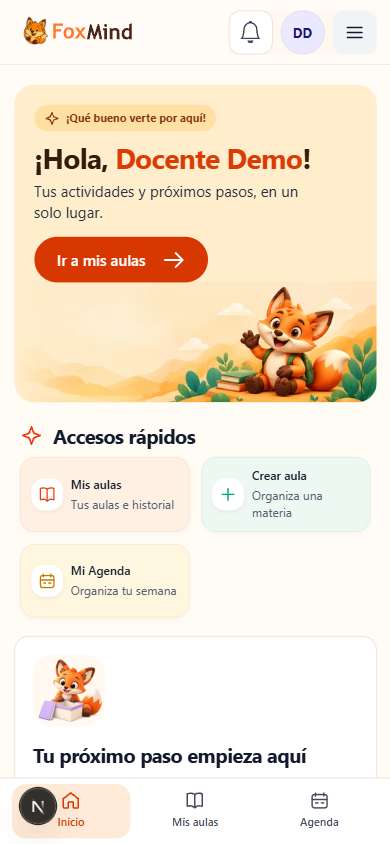 FoxMind
DD
¡Qué bueno verte por aquí!
¡Hola, Docente Demo!
Tus actividades y próximos pasos, en un
solo lugar.
Ir a mis aulas
Accesos rápidos
Mis aulas
Tus aulas e historial
Crear aula
Organiza una
materia
Mi Agenda
Organiza tu semana
Tu próximo paso empieza aquí
N
Inicio
Mis aulas
Agenda